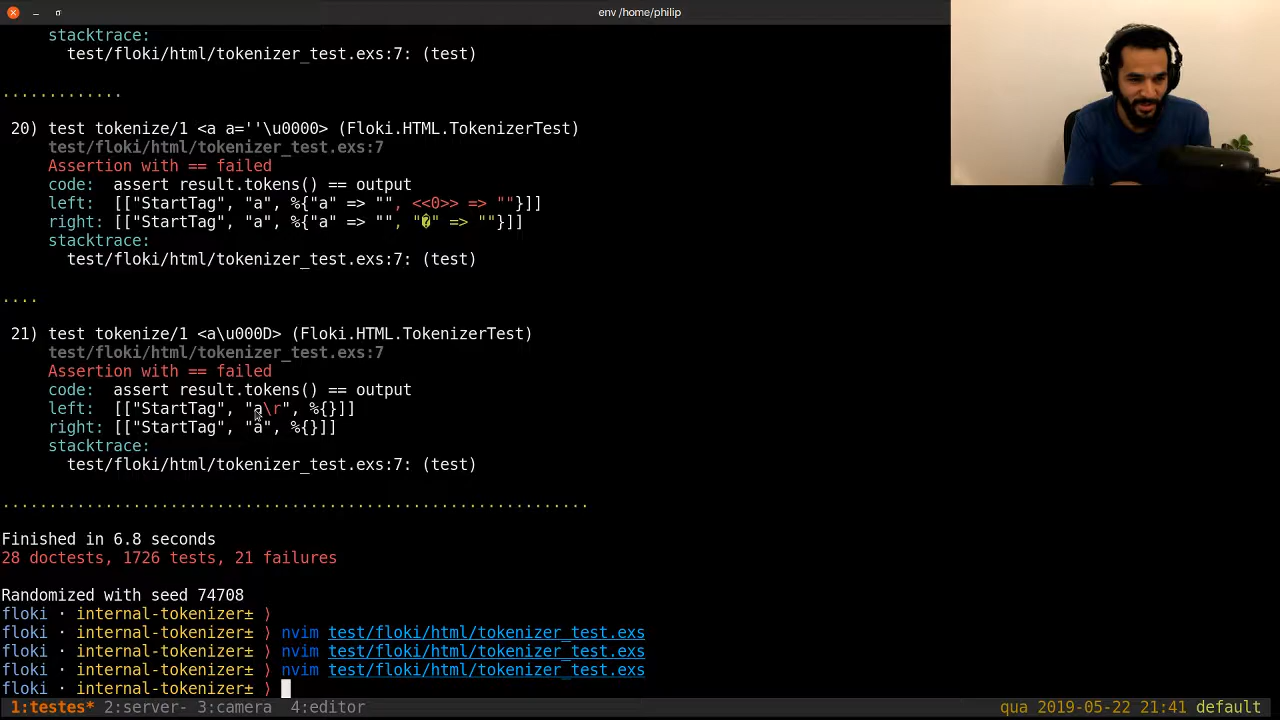 env /home/philip
stacktrace:
test/floki/html/tokenizer_test.exs:7: (test)
.............
20) test tokenize/1 <a a=''\u0000> (Floki.HTML.TokenizerTest)
test/floki/html/tokenizer_test.exs:7
Assertion with == failed
code:  assert result.tokens() == output
left:  [["StartTag", "a", %{"a" => "", <<0>> => ""}]]
right: [["StartTag", "a", %{"a" => "", "�" => ""}]]
stacktrace:
test/floki/html/tokenizer_test.exs:7: (test)
....
21) test tokenize/1 <a\u000D> (Floki.HTML.TokenizerTest)
test/floki/html/tokenizer_test.exs:7
Assertion with == failed
code:  assert result.tokens() == output
left:  [["StartTag", "a\r", %{}]]
right: [["StartTag", "a", %{}]]
stacktrace:
test/floki/html/tokenizer_test.exs:7: (test)
...............................................................
Finished in 6.8 seconds
28 doctests, 1726 tests, 21 failures
Randomized with seed 74708
floki · internal-tokenizer± ⟩
floki · internal-tokenizer± ⟩ nvim test/floki/html/tokenizer_test.exs
floki · internal-tokenizer± ⟩ nvim test/floki/html/tokenizer_test.exs
floki · internal-tokenizer± ⟩ nvim test/floki/html/tokenizer_test.exs
floki · internal-tokenizer± ⟩
1:testes* 2:server- 3:camera  4:editor qua 2019-05-22 21:41 default